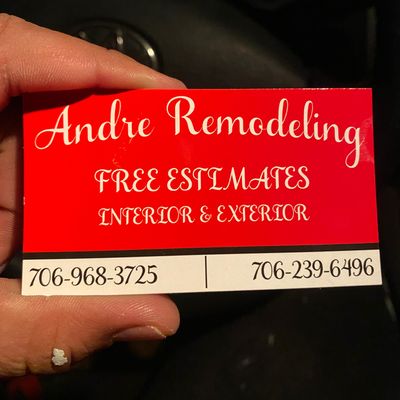 Andre Remodeling
FREE ESTIMATES
INTERIOR & EXTERIOR
706-968-3725 | 706-239-6496